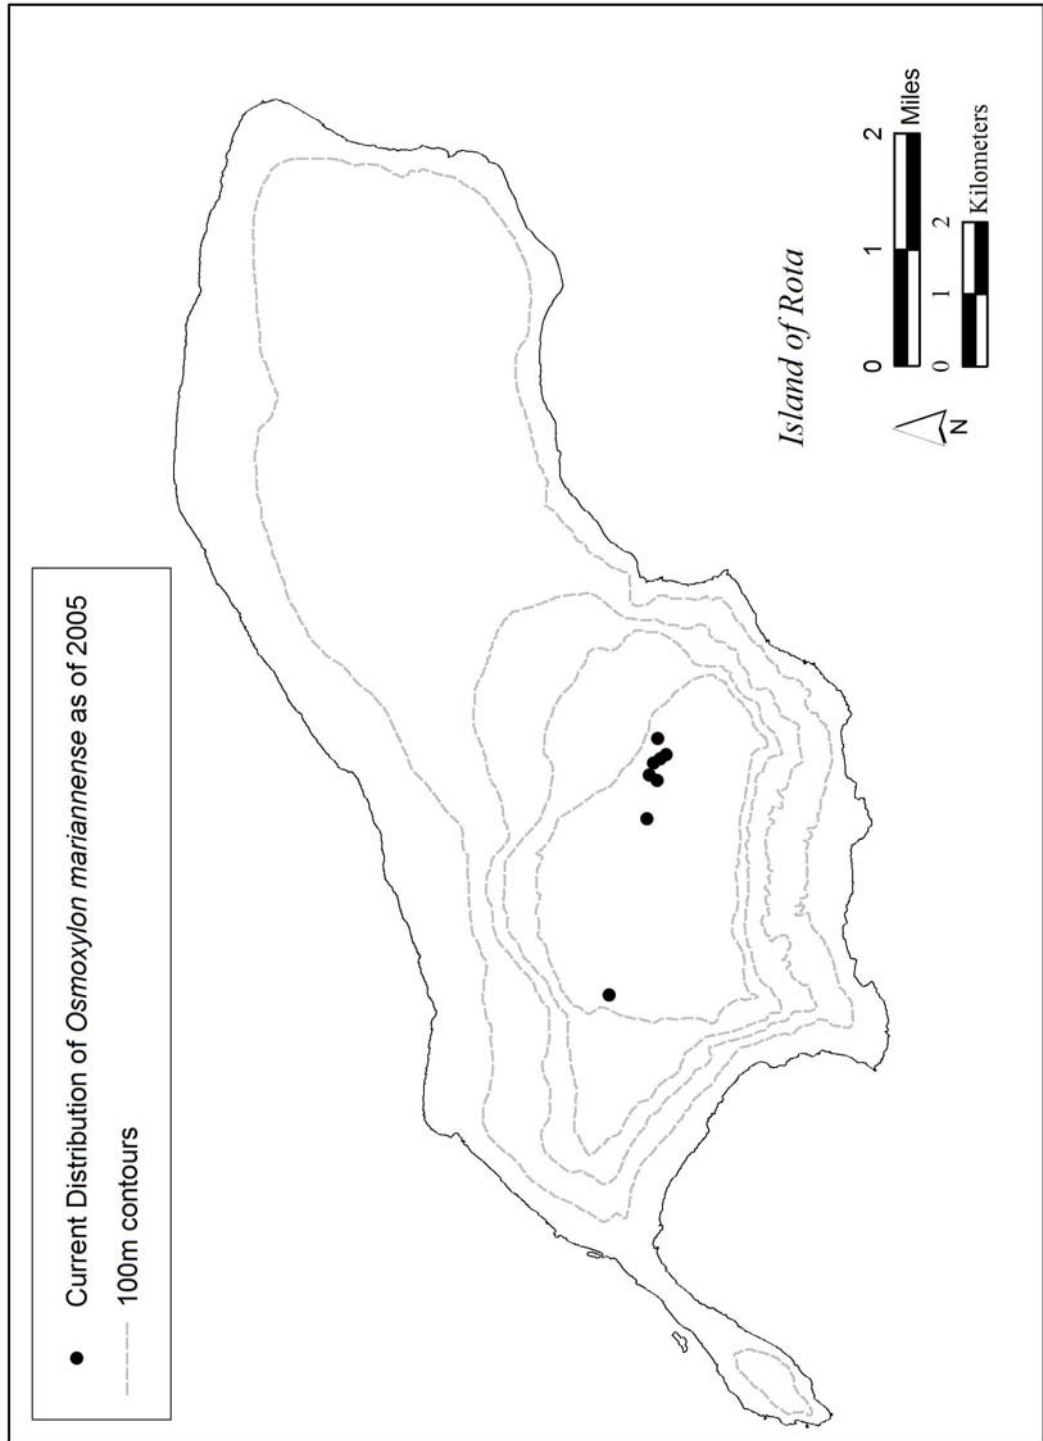 Current Distribution of Osmoxylon mariannense as of 2005
100m contours
Island of Rota
0 1 2
Miles
0 1 2
Kilometers
N